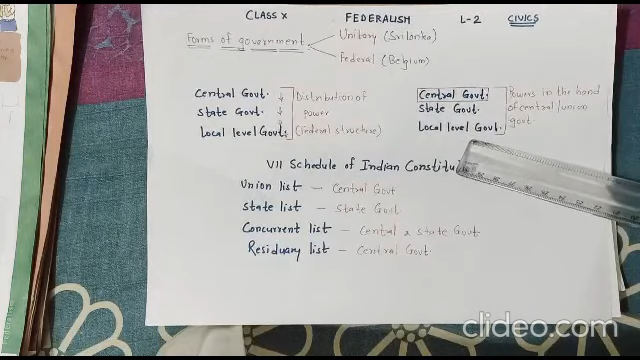 CLASS X FEDERALISM L-2 CIVICS
Forms of government
Unitary (Srilanka)
Federal (Belgium)
Central Govt.
State Govt.
Local level Govt.
Distribution of
power
(Federal structure)
Central Govt.
State Govt.
Local level Govt.
Powers in the hand
of central/union
govt.
VII Schedule of Indian Constituti
Union list – Central Govt
State list – State Govt
Concurrent list – Central & State Govt
Residuary list – Central Govt
clideo.com